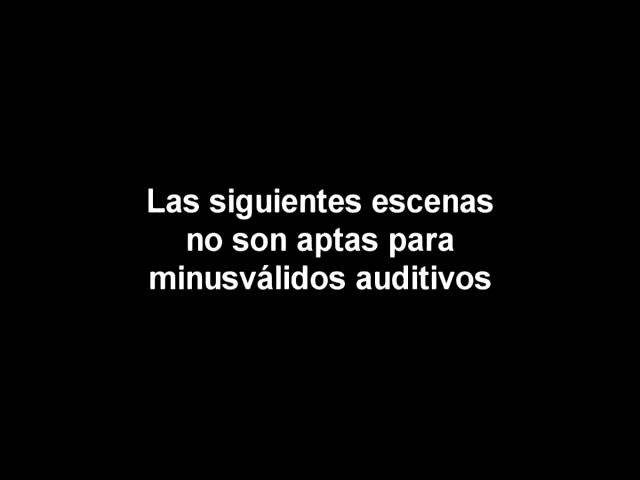 Las siguientes escenas
no son aptas para
minusválidos auditivos